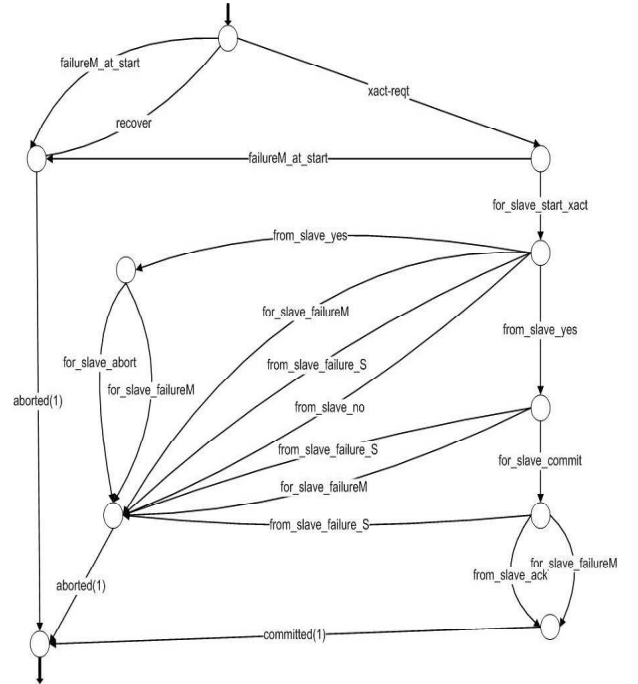 failureM_at_start
xact-reqt
recover
failureM_at_start
for_slave_start_xact
from_slave_yes
for_slave_failureM
from_slave_yes
for_slave_abort
from_slave_failure_S
for_slave_failureM
aborted(1)
from_slave_no
from_slave_failure_S
for_slave_commit
for_slave_failureM
from_slave_failure_S
for_slave_failureM
from_slave_ack
aborted(1)
committed(1)